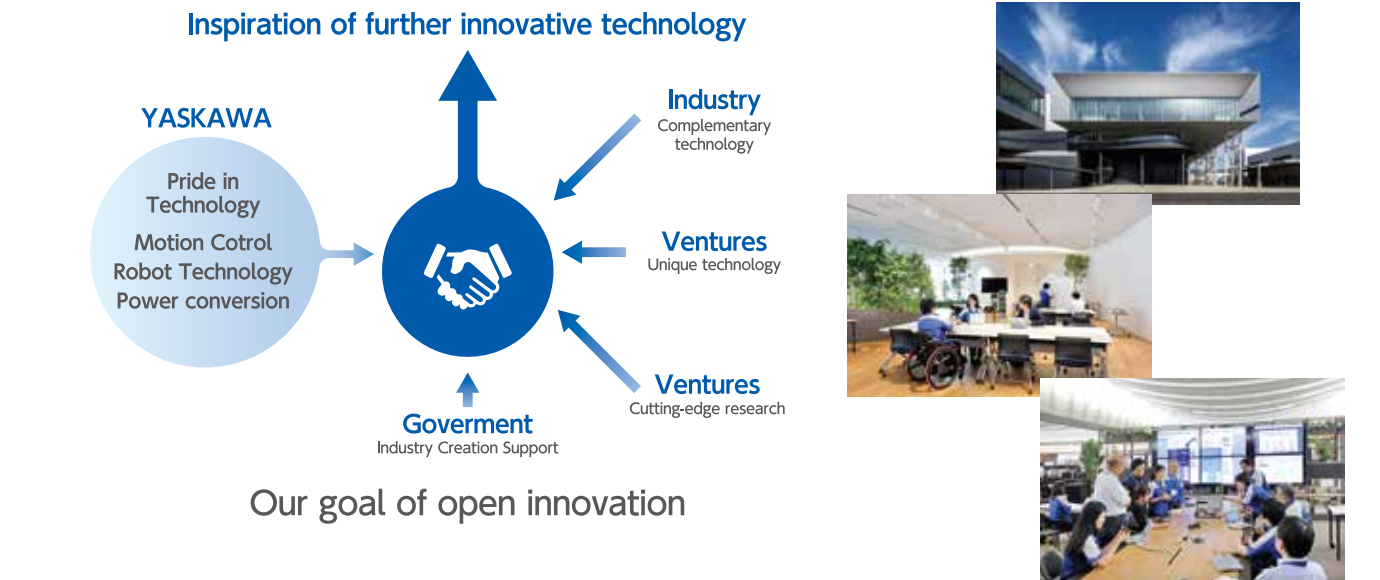 Inspiration of further innovative technology
YASKAWA
Pride in
Technology
Motion Cotrol
Robot Technology
Power conversion
Industry
Complementary
technology
Ventures
Unique technology
Ventures
Cutting-edge research
Goverment
Industry Creation Support
Our goal of open innovation